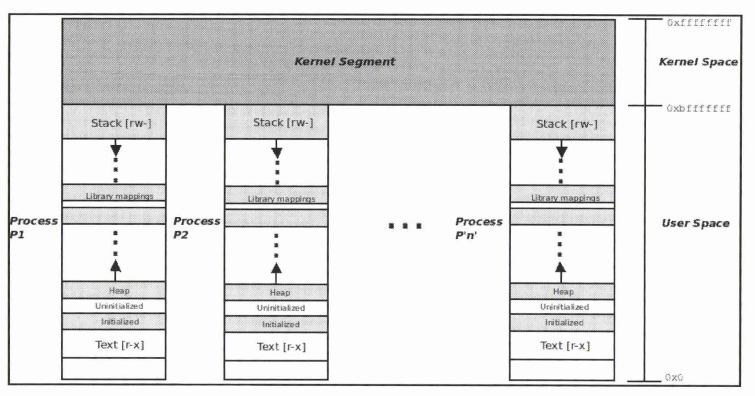 0xffffffff
Kernel Segment
Kernel Space
0xbfffffff
Stack [rw-]
Stack [rw-]
Stack [rw-]
Library mappings
Library mappings
Library mappings
Process P1
Process P2
Process P'n'
User Space
Heap
Heap
Heap
Uninitialized
Uninitialized
Uninitialized
Initialized
Initialized
Initialized
Text [r-x]
Text [r-x]
Text [r-x]
0x0